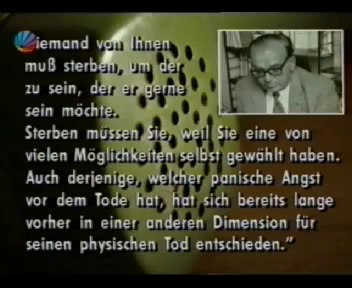 iemand von Ihnen
muß sterben, um der
zu sein, der er gerne
sein möchte.
Sterben müssen Sie, weil Sie eine von
vielen Möglichkeiten selbst gewählt haben.
Auch derjenige, welcher panische Angst
vor dem Tode hat, hat sich bereits lange
vorher in einer anderen Dimension für
seinen physischen Tod entschieden."